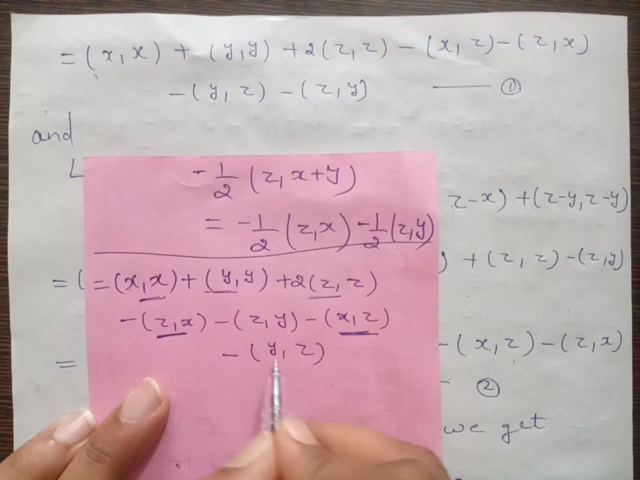 = (x,x) + (y,y) + 2(z,z) - (x,z) - (z,x)
- (y,z) - (z,y) —— ①
and
L
- 1/2 (z, x+y)
= -1/2 (z,x) -1/2 (z,y)
z-x) + (z-y, z-y)
= (
= (x,x) + (y,y) + 2(z,z)
) + (z,z) - (z,y)
- (z,x) - (z,y) - (x,z)
- (y,z)
=
- (x,z) - (z,x)
②
we get